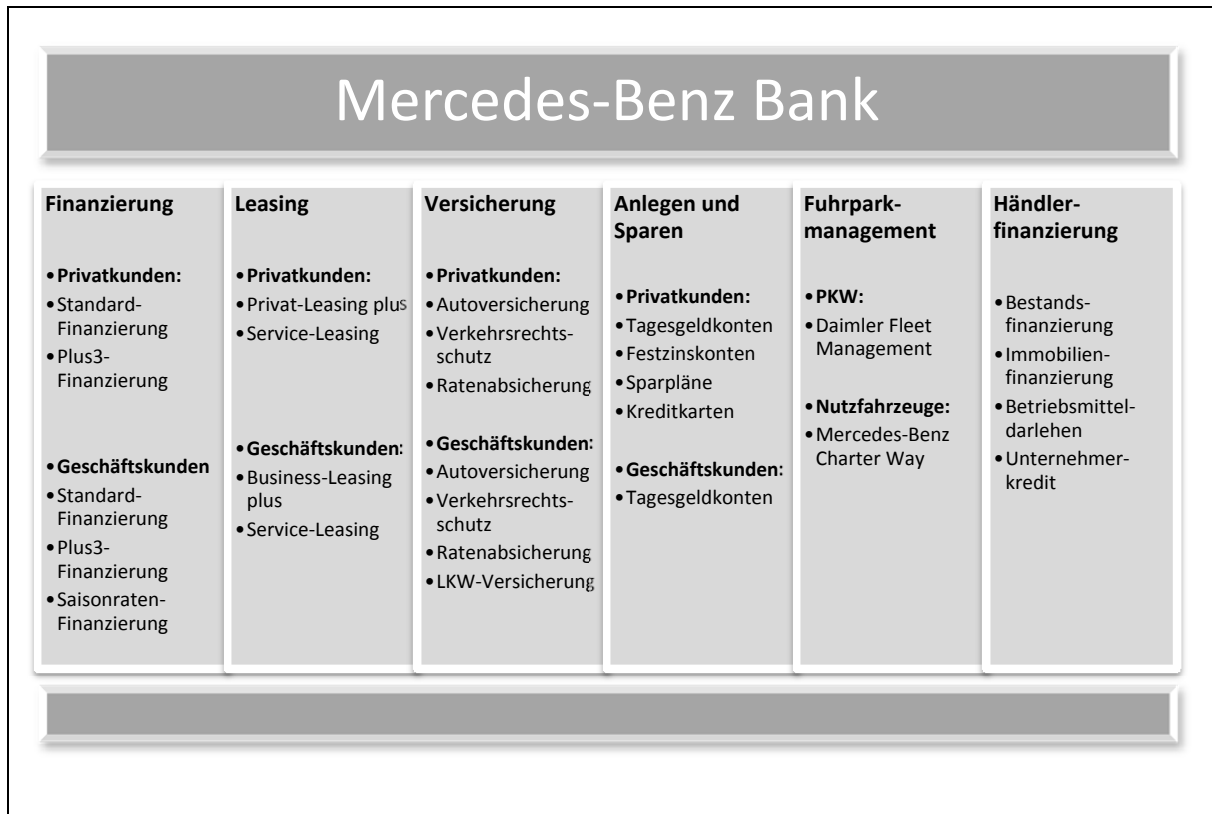 Mercedes-Benz Bank
Finanzierung
•Privatkunden:
•Standard-
Finanzierung
•Plus3-
Finanzierung
•Geschäftskunden
•Standard-
Finanzierung
•Plus3-
Finanzierung
•Saisonraten-
Finanzierung
Leasing
•Privatkunden:
•Privat-Leasing plus
•Service-Leasing
•Geschäftskunden:
•Business-Leasing
plus
•Service-Leasing
Versicherung
•Privatkunden:
•Autoversicherung
•Verkehrsrechts-
schutz
•Ratenabsicherung
•Geschäftskunden:
•Autoversicherung
•Verkehrsrechts-
schutz
•Ratenabsicherung
•LKW-Versicherung
Anlegen und
Sparen
•Privatkunden:
•Tagesgeldkonten
•Festzinskonten
•Sparpläne
•Kreditkarten
•Geschäftskunden:
•Tagesgeldkonten
Fuhrpark-
management
•PKW:
•Daimler Fleet
Management
•Nutzfahrzeuge:
•Mercedes-Benz
Charter Way
Händler-
finanzierung
•Bestands-
finanzierung
•Immobilien-
finanzierung
•Betriebsmittel-
darlehen
•Unternehmer-
kredit